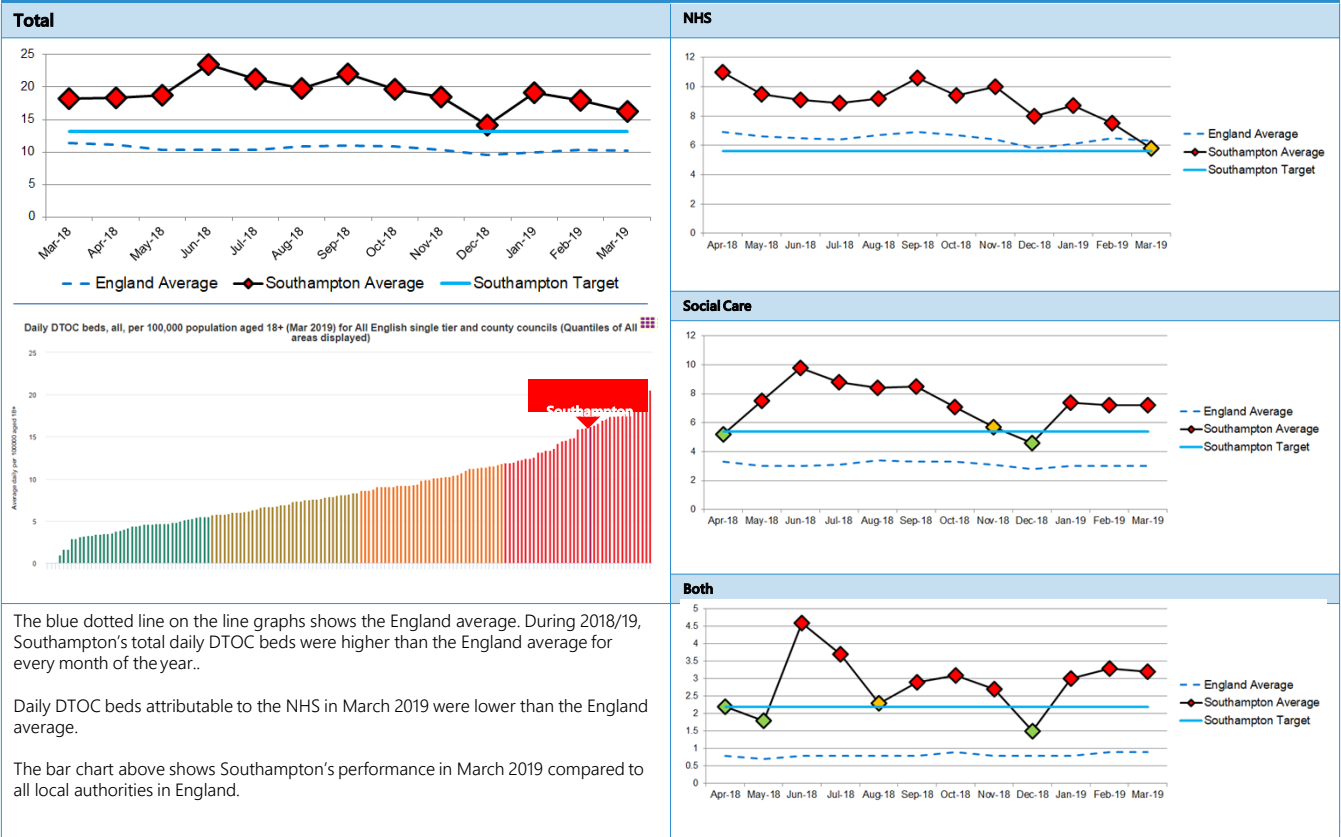 Total
25
20
15
10
5
0
Mar-18 Apr-18 May-18 Jun-18 Jul-18 Aug-18 Sep-18 Oct-18 Nov-18 Dec-18 Jan-19 Feb-19 Mar-19
England Average Southampton Average Southampton Target
Daily DTOC beds, all, per 100,000 population aged 18+ (Mar 2019) for All English single tier and county councils (Quantiles of All
areas displayed)
Average daily per 100000 aged 18+
25
20
15
10
5
0
Southampton
The blue dotted line on the line graphs shows the England average. During 2018/19,
Southampton’s total daily DTOC beds were higher than the England average for
every month of the year..
Daily DTOC beds attributable to the NHS in March 2019 were lower than the England
average.
The bar chart above shows Southampton’s performance in March 2019 compared to
all local authorities in England.
NHS
12
10
8
6
4
2
0
Apr-18 May-18 Jun-18 Jul-18 Aug-18 Sep-18 Oct-18 Nov-18 Dec-18 Jan-19 Feb-19 Mar-19
England Average
Southampton Average
Southampton Target
Social Care
12
10
8
6
4
2
0
Apr-18 May-18 Jun-18 Jul-18 Aug-18 Sep-18 Oct-18 Nov-18 Dec-18 Jan-19 Feb-19 Mar-19
England Average
Southampton Average
Southampton Target
Both
5
4.5
4
3.5
3
2.5
2
1.5
1
0.5
0
Apr-18 May-18 Jun-18 Jul-18 Aug-18 Sep-18 Oct-18 Nov-18 Dec-18 Jan-19 Feb-19 Mar-19
England Average
Southampton Average
Southampton Target